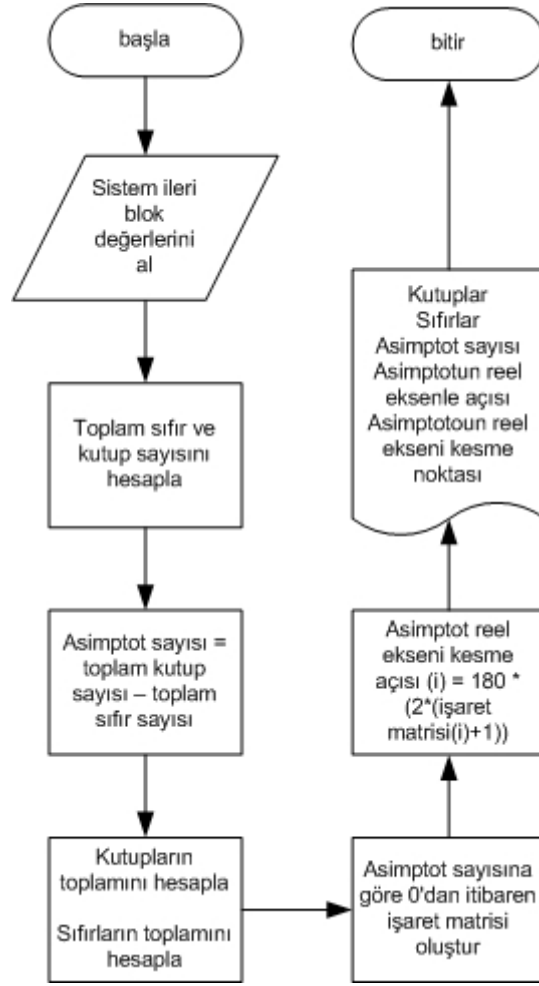 başla
Sistem ileri
blok
değerlerini
al
Toplam sıfır ve
kutup sayısını
hesapla
Asimptot sayısı =
toplam kutup
sayısı – toplam
sıfır sayısı
Kutupların
toplamını hesapla
Sıfırların toplamını
hesapla
Asimptot sayısına
göre 0'dan itibaren
işaret matrisi
oluştur
Asimptot reel
ekseni kesme
açısı (i) = 180 *
(2*(işaret
matrisi(i)+1))
Kutuplar
Sıfırlar
Asimptot sayısı
Asimptotun reel
eksenle açısı
Asimptotoun reel
ekseni kesme
noktası
bitir